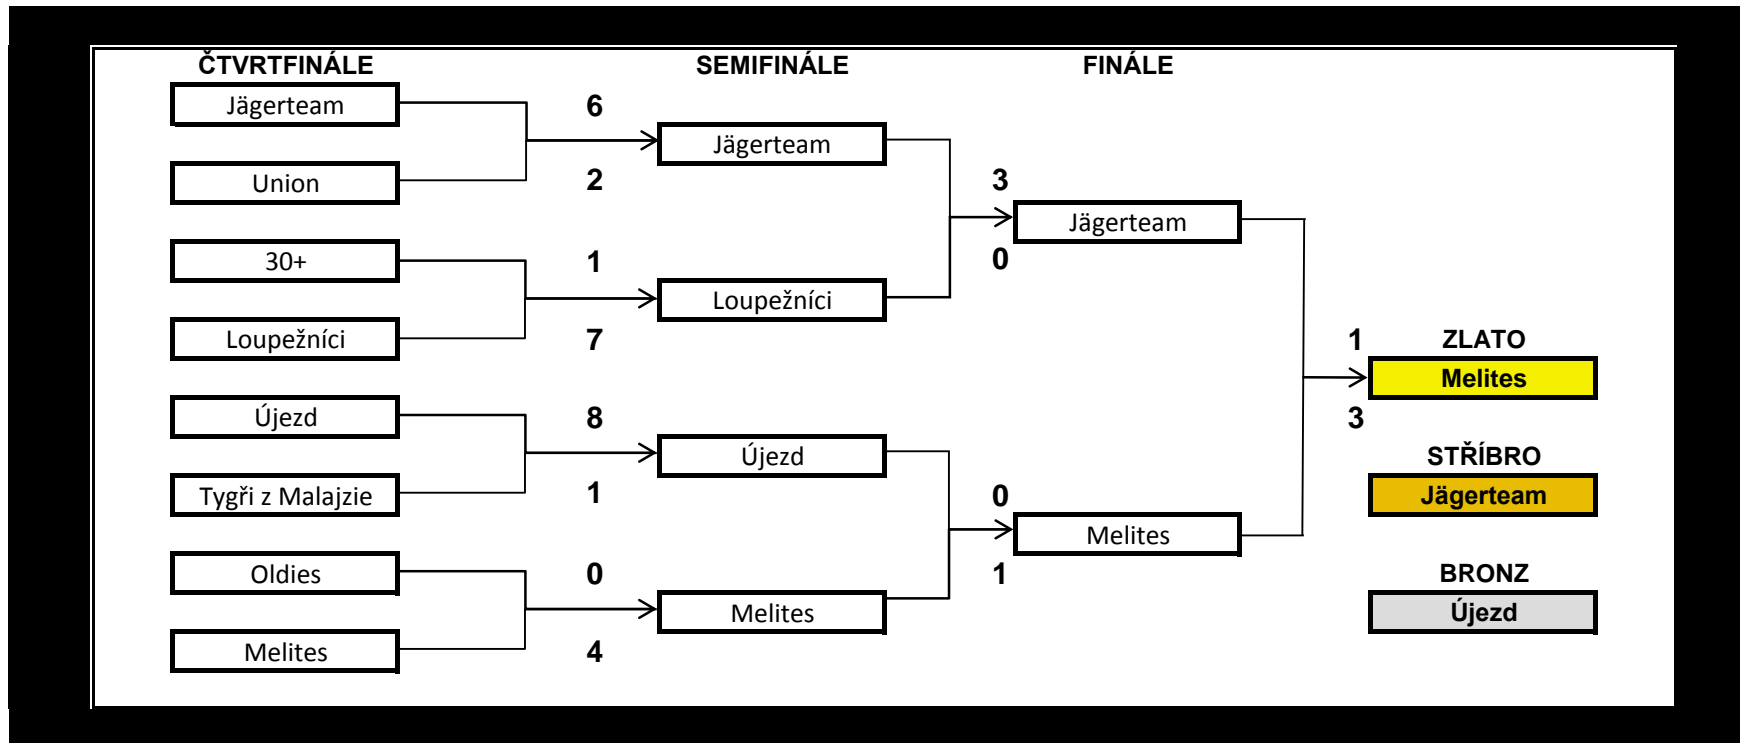 ČTVRTFINÁLE SEMIFINÁLE FINÁLE
Jägerteam 6
Jägerteam
Union 2 3
Jägerteam
30+ 1 0
Loupežníci
Loupežníci 7 1 ZLATO
Melites
Újezd 8 3
Újezd STŘÍBRO
Tygři z Malajzie 1 0 Jägerteam
Melites
Oldies 0 1 BRONZ
Melites Újezd
Melites 4